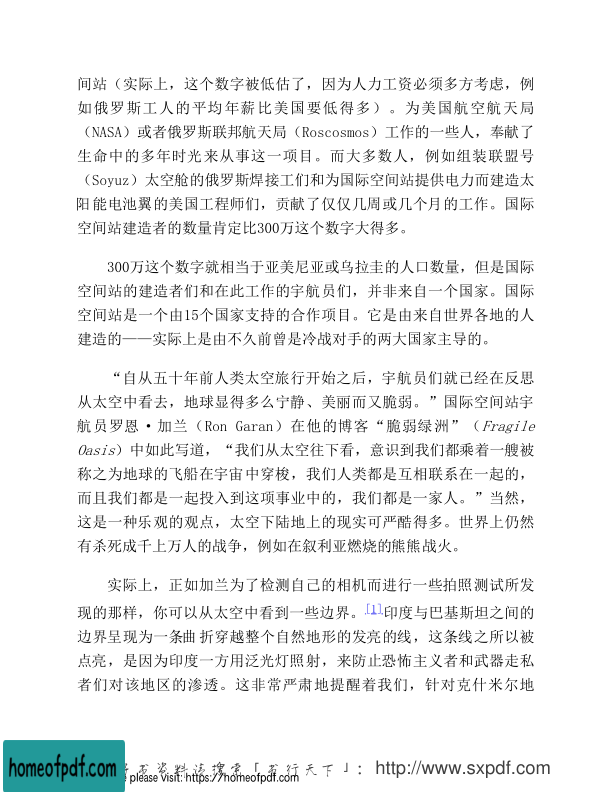 间站（实际上，这个数字被低估了，因为人力工资必须多方考虑，例
如俄罗斯工人的平均年薪比美国要低得多）。为美国航空航天局
（NASA）或者俄罗斯联邦航天局（Roscosmos）工作的一些人，奉献了
生命中的多年时光来从事这一项目。而大多数人，例如组装联盟号
（Soyuz）太空舱的俄罗斯焊接工们和为国际空间站提供电力而建造太
阳能电池翼的美国工程师们，贡献了仅仅几周或几个月的工作。国际
空间站建造者的数量肯定比300万这个数字大得多。
300万这个数字就相当于亚美尼亚或乌拉圭的人口数量，但是国际
空间站的建造者们和在此工作的宇航员们，并非来自一个国家。国际
空间站是一个由15个国家支持的合作项目。它是由来自世界各地的人
建造的——实际上是由不久前曾是冷战对手的两大国家主导的。
“自从五十年前人类太空旅行开始之后，宇航员们就已经在反思
从太空中看去，地球显得多么宁静、美丽而又脆弱。”国际空间站宇
航员罗恩·加兰（Ron Garan）在他的博客“脆弱绿洲”（Fragile
Oasis）中如此写道，“我们从太空往下看，意识到我们都乘着一艘被
称之为地球的飞船在宇宙中穿梭，我们人类都是互相联系在一起的，
而且我们都是一起投入到这项事业中的，我们都是一家人。”当然，
这是一种乐观的观点，太空下陆地上的现实可严酷得多。世界上仍然
有杀死成千上万人的战争，例如在叙利亚燃烧的熊熊战火。
实际上，正如加兰为了检测自己的相机而进行一些拍照测试所发
现的那样，你可以从太空中看到一些边界。[1]印度与巴基斯坦之间的
边界呈现为一条曲折穿越整个自然地形的发亮的线，这条线之所以被
点亮，是因为印度一方用泛光灯照射，来防止恐怖主义者和武器走私
者们对该地区的渗透。这非常严肃地提醒着我们，针对克什米尔地
书资料请搜索「书行天下」：http://www.sxpdf.com
homeofpdf.com
please visit: https://homeofpdf.com